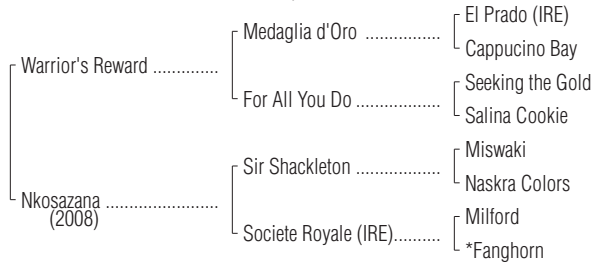 El Prado (IRE)
Medaglia d'Oro ..................
Cappucino Bay
Warrior's Reward ..............
Seeking the Gold
For All You Do ....................
Salina Cookie
Miswaki
Sir Shackleton ....................
Naskra Colors
Nkosazana ........................
(2008)
Milford
Societe Royale (IRE)..........
*Fanghorn